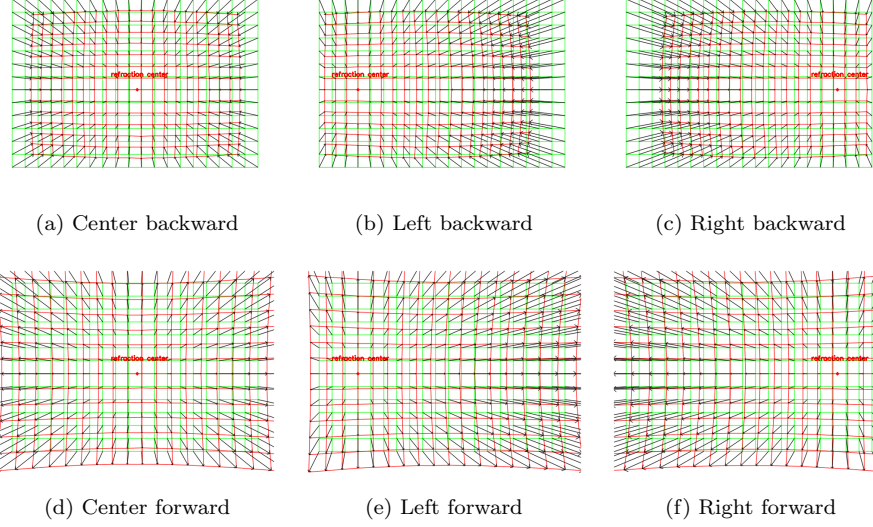 refraction center
refraction center
refraction center
(a) Center backward
(b) Left backward
(c) Right backward
refraction center
refraction center
refraction center
(d) Center forward
(e) Left forward
(f) Right forward